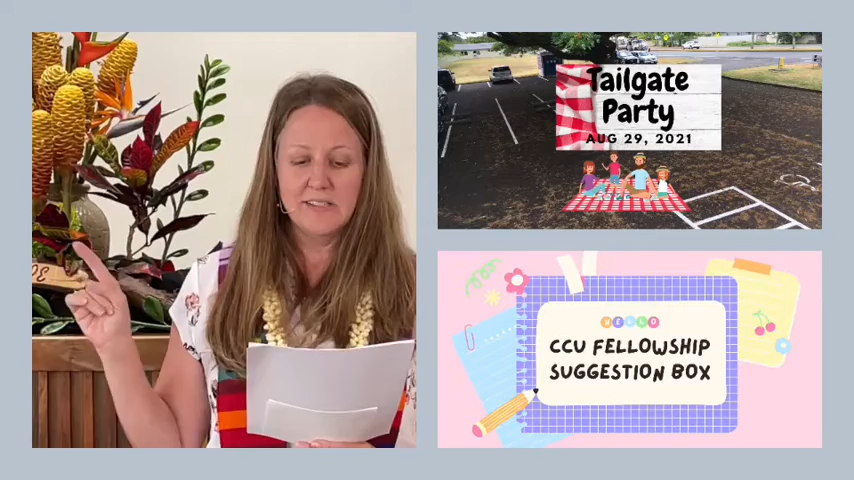 Tailgate
Party
AUG 29, 2021
HELLO
CCU FELLOWSHIP
SUGGESTION BOX